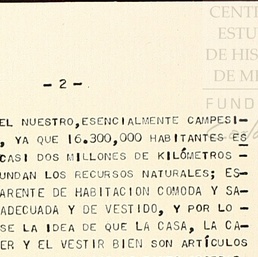 CENT
ESTU
DE HIS
DE M
FUND
- 2 -
EL NUESTRO, ESENCIALMENTE CAMPESI-
, YA QUE 16.300,000 HABITANTES ES
CASI DOS MILLONES DE KILÓMETROS -
UNDAN LOS RECURSOS NATURALES; ES-
ARENTE DE HABITACION COMODA Y SA-
ADECUADA Y DE VESTIDO, Y POR LO -
SE LA IDEA DE QUE LA CASA, LA CA-
ER Y EL VESTIR BIEN SON ARTÍCULOS